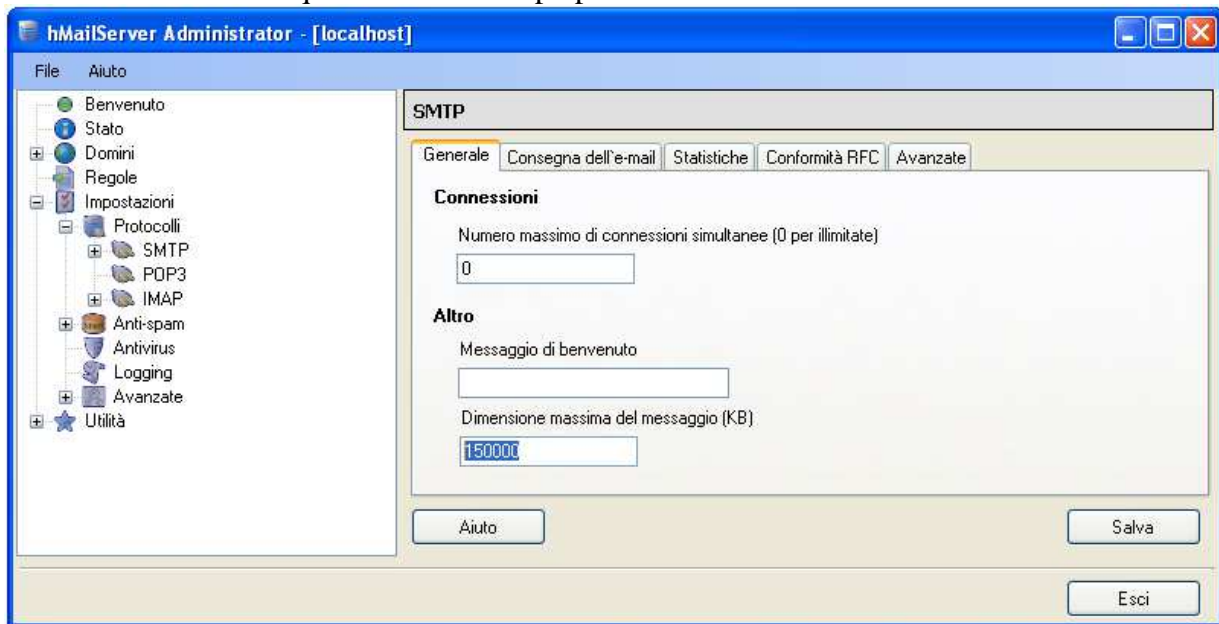 hMailServer Administrator - [localhost]
File Aiuto
Benvenuto
Stato
Domini
Regole
Impostazioni
Protocolli
SMTP
POP3
IMAP
Anti-spam
Antivirus
Logging
Avanzate
Utilità
SMTP
Generale Consegna dell`e-mail Statistiche Conformità RFC Avanzate
Connessioni
Numero massimo di connessioni simultanee (0 per illimitate)
0
Altro
Messaggio di benvenuto
Dimensione massima del messaggio (KB)
150000
Aiuto Salva
Esci